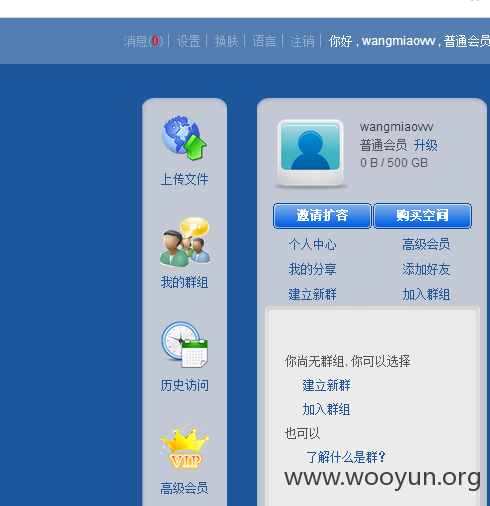 消息(0) | 设置 | 换肤 | 语言 | 注销 | 你好 , wangmiaovvv , 普通会员
上传文件
我的群组
历史访问
VIP
高级会员
wangmiaovvv
普通会员 升级
0 B / 500 GB
邀请扩容 购买空间
个人中心 高级会员
我的分享 添加好友
建立新群 加入群组
你尚无群组, 你可以选择
建立新群
加入群组
也可以
了解什么是群?
www.wooyun.org